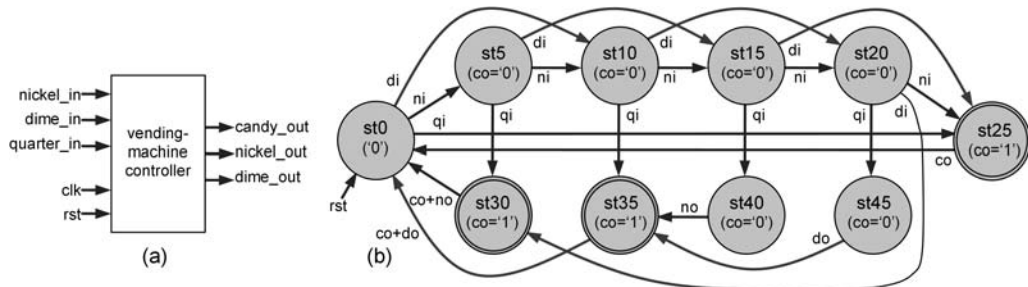 nickel_in
dime_in
quarter_in
clk
rst
vending-
machine
controller
candy_out
nickel_out
dime_out
(a)
st0
('0')
rst
di
ni
qi
st5
(co='0')
di
ni
qi
st10
(co='0')
di
ni
qi
st15
(co='0')
di
ni
qi
st20
(co='0')
ni
di
qi
st25
(co='1')
co
co+no
co+do
st30
(co='1')
st35
(co='1')
no
st40
(co='0')
do
st45
(co='0')
(b)